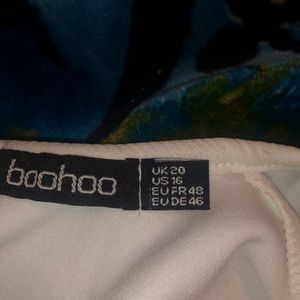 boohoo
UK 20
US 16
EU FR 48
EU DE 46